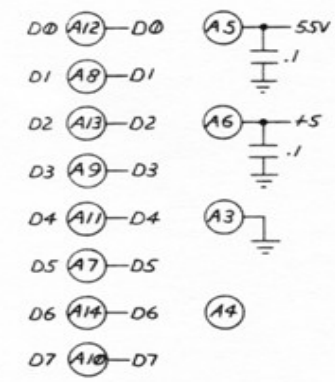 DØ A12 DØ A5 55V
.1
D1 A8 D1
D2 A13 D2 A6 +5
.1
D3 A9 D3
D4 A11 D4 A3
D5 A7 D5
D6 A14 D6 A4
D7 A1Ø D7